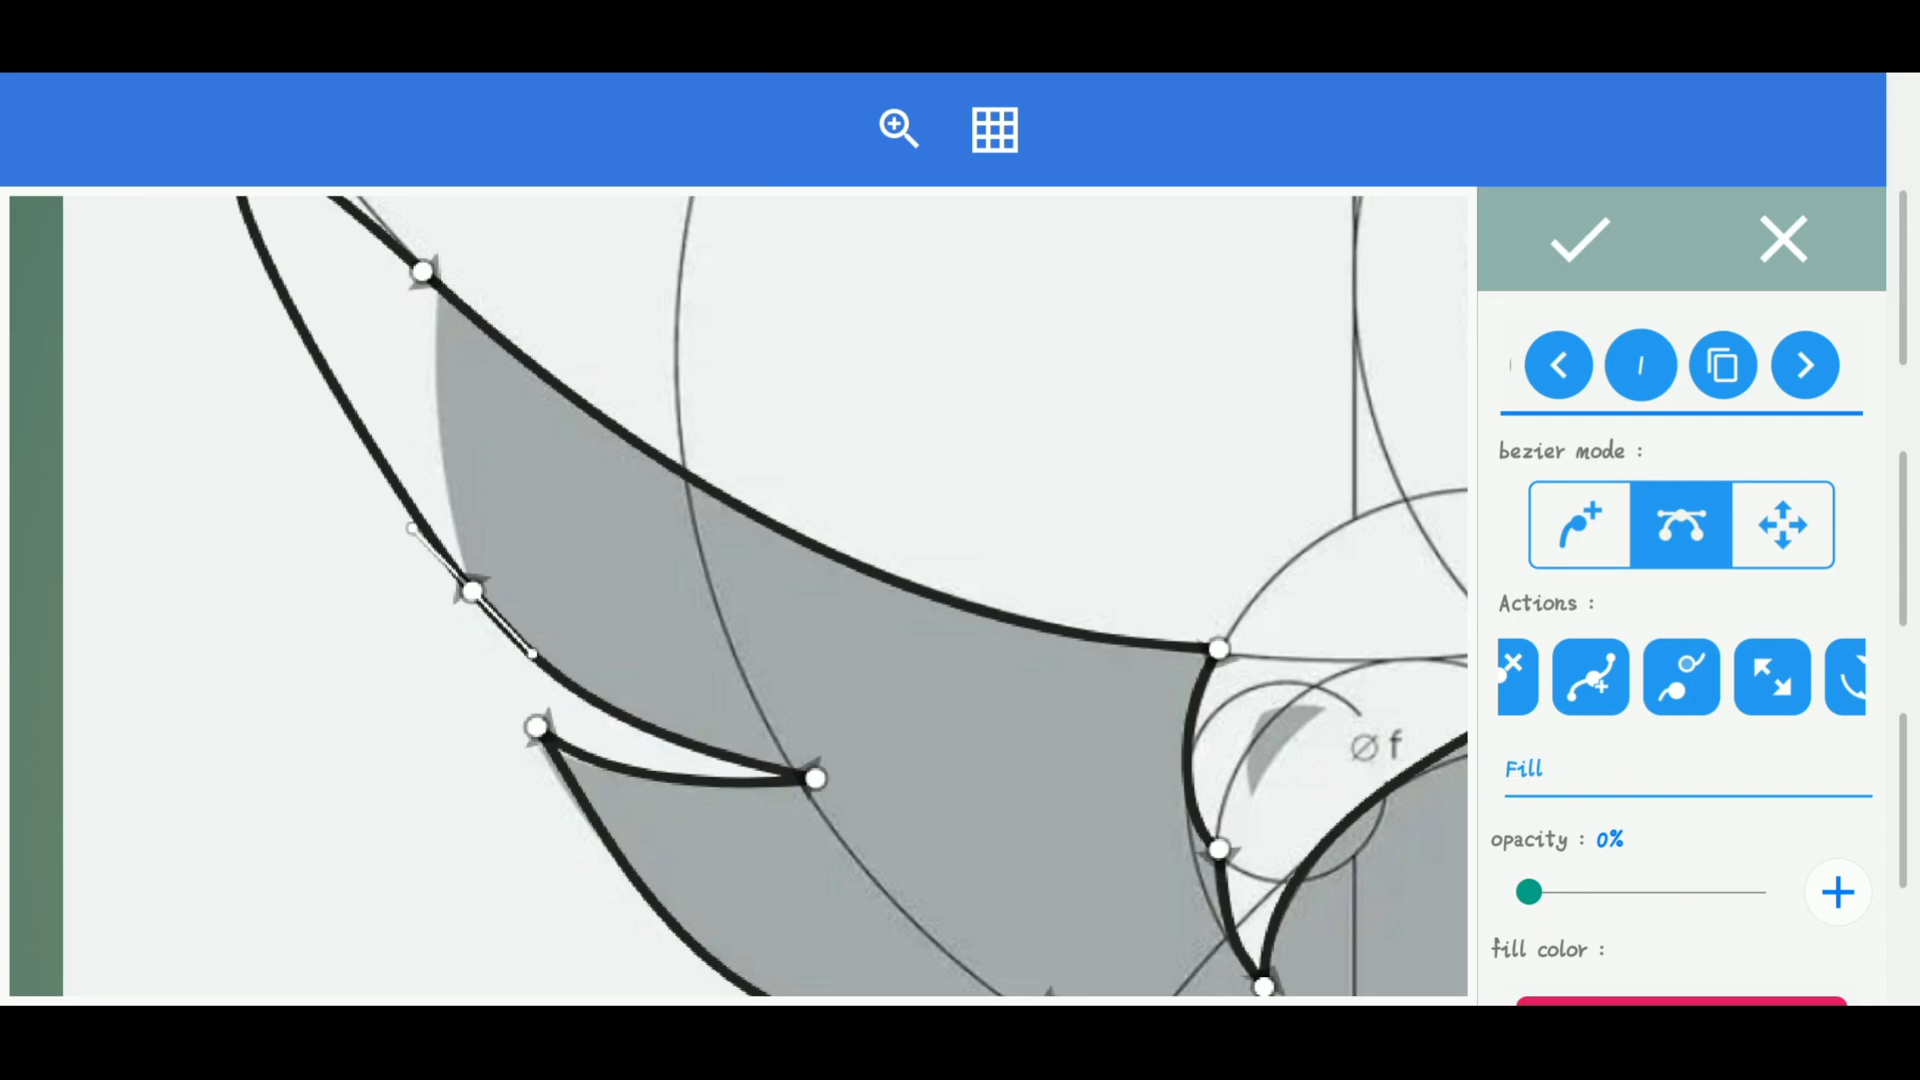 bezier mode :
Actions :
Fill
Ø f
opacity : 0%
fill color :